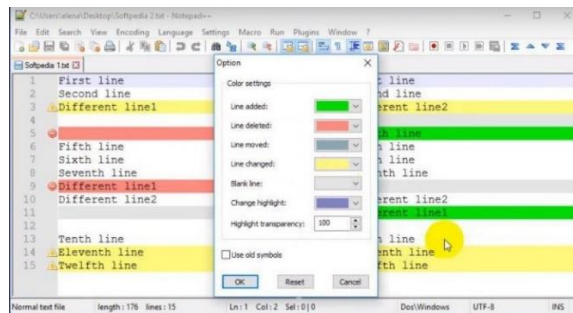 C:\Users\elena\Desktop\Softpedia 2.txt - Notepad++
File Edit Search View Encoding Language Settings Macro Run Plugins Window ?
Softpedia 1.txt
Option
Color settings
Line added:
Line deleted:
Line moved:
Line changed:
Blank line:
Change highlight:
Highlight transparency: 100
Use old symbols
OK Reset Cancel
1 First line
2 Second line
3 Different line1
4
5
6 Fifth line
7 Sixth line
8 Seventh line
9 Different line1
10 Different line2
11
12
13 Tenth line
14 Eleventh line
15 Twelfth line
t line
nd line
erent line2
th line
h line
h line
nth line
erent line2
erent line1
h line
enth line
fth line
Normal text file length : 176 lines : 15 Ln : 1 Col : 2 Sel : 0 | 0 Dos\Windows UTF-8 INS